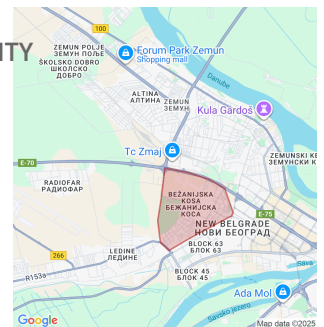 ITY
100
ZEMUN POLJE
ЗЕМУН ПОЉЕ
Forum Park Zemun
Shopping mall
ŠKOLSKO DOBRO
ШКОЛСКО
ДОБРО
Danube
ALTINA
АЛТИНА
ZEMUN
ЗЕМУН
Kula Gardoš
Tc Zmaj
ZEMUNSKI KE
ЗЕМУНСКИ К
E-70
RADIOFAR
РАДИОФАР
BEŽANIJSKA
KOSA
БЕЖАНИЈСКА
КОСА
E-75
NEW BELGRADE
НОВИ БЕОГРАД
LEDINE
ЛЕДИНЕ
BLOCK 63
БЛОК 63
266
R153a
BLOCK 45
БЛОК 45
Sava
Savsko jezero
Ada Mol
Google
Map data ©2025